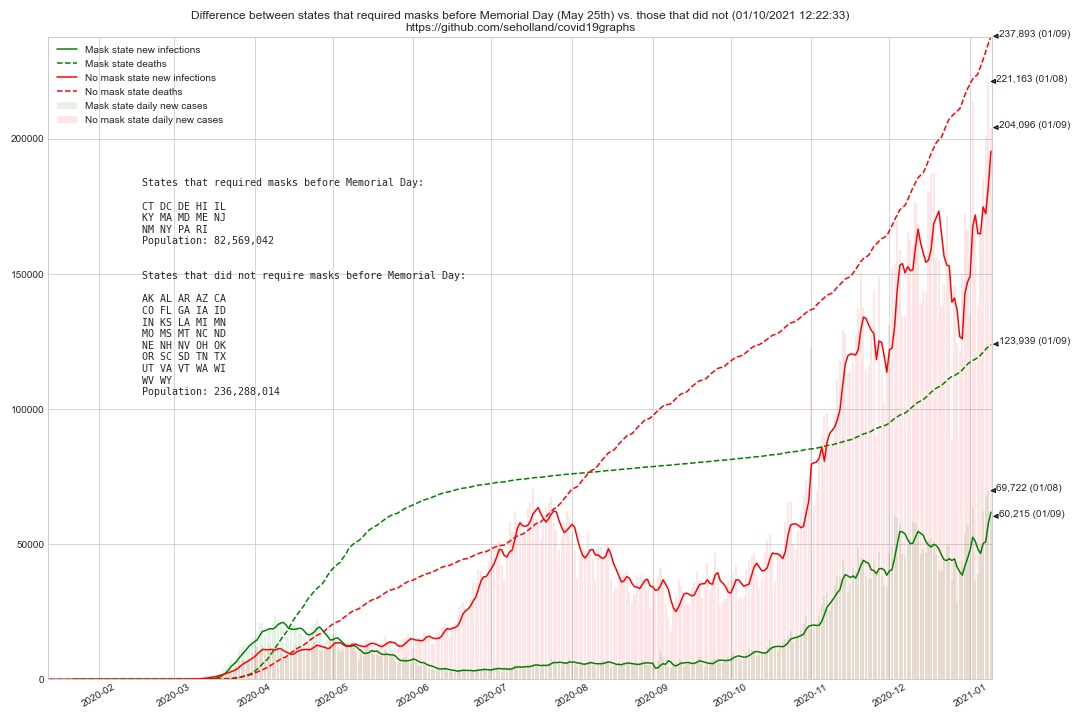 Difference between states that required masks before Memorial Day (May 25th) vs. those that did not (01/10/2021 12:22:33)
https://github.com/seholland/covid19graphs
Mask state new infections
Mask state deaths
No mask state new infections
No mask state deaths
Mask state daily new cases
No mask state daily new cases
States that required masks before Memorial Day:
CT DC DE HI IL
KY MA MD ME NJ
NM NY PA RI
Population: 82,569,042
States that did not require masks before Memorial Day:
AK AL AR AZ CA
CO FL GA IA ID
IN KS LA MI MN
MO MS MT NC ND
NE NH NV OH OK
OR SC SD TN TX
UT VA VT WA WI
WV WY
Population: 236,288,014
237,893 (01/09)
221,163 (01/08)
204,096 (01/09)
123,939 (01/09)
69,722 (01/08)
60,215 (01/09)
200000
150000
100000
50000
0
2020-02
2020-03
2020-04
2020-05
2020-06
2020-07
2020-08
2020-09
2020-10
2020-11
2020-12
2021-01